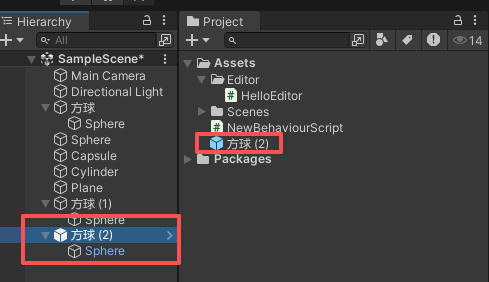 Hierarchy
All
SampleScene*
Main Camera
Directional Light
方球
Sphere
Sphere
Capsule
Cylinder
Plane
方球 (1)
Sphere
方球 (2)
Sphere
Project
14
Assets
Editor
HelloEditor
Scenes
NewBehaviourScript
方球 (2)
Packages